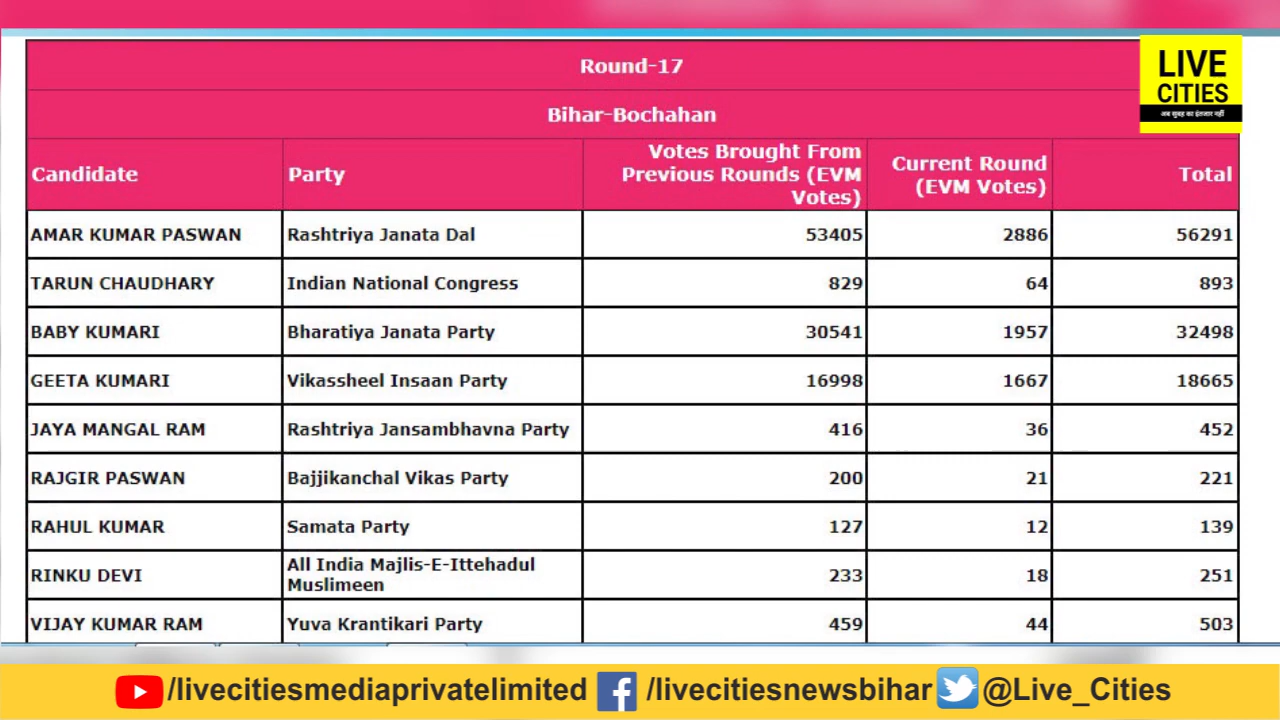 Round-17
LIVE
CITIES
अब सुबह का इंतजार नहीं
Bihar-Bochahan
Candidate Party Votes Brought From Previous Rounds (EVM Votes) Current Round (EVM Votes) Total
AMAR KUMAR PASWAN Rashtriya Janata Dal 53405 2886 56291
TARUN CHAUDHARY Indian National Congress 829 64 893
BABY KUMARI Bharatiya Janata Party 30541 1957 32498
GEETA KUMARI Vikassheel Insaan Party 16998 1667 18665
JAYA MANGAL RAM Rashtriya Jansambhavna Party 416 36 452
RAJGIR PASWAN Bajjikanchal Vikas Party 200 21 221
RAHUL KUMAR Samata Party 127 12 139
RINKU DEVI All India Majlis-E-Ittehadul Muslimeen 233 18 251
VIJAY KUMAR RAM Yuva Krantikari Party 459 44 503
/livecitiesmediaprivatelimited /livecitiesnewsbihar @Live_Cities